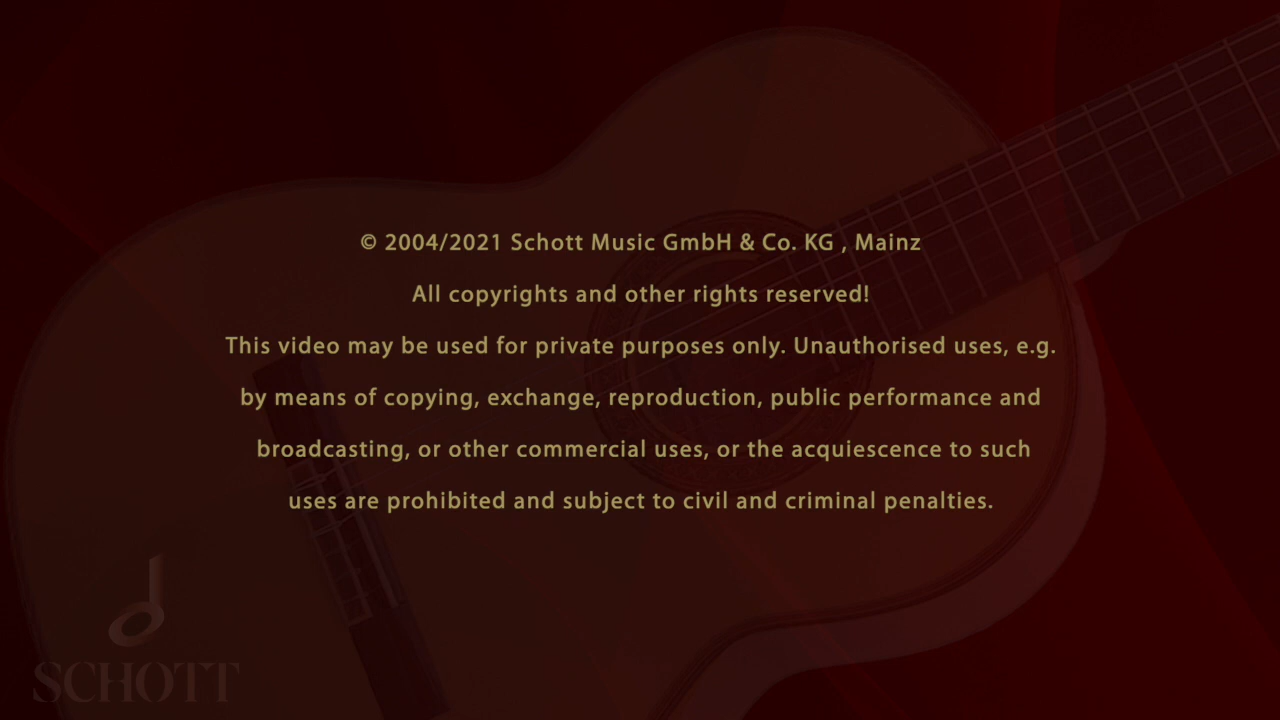 © 2004/2021 Schott Music GmbH & Co. KG , Mainz
All copyrights and other rights reserved!
This video may be used for private purposes only. Unauthorised uses, e.g.
by means of copying, exchange, reproduction, public performance and
broadcasting, or other commercial uses, or the acquiescence to such
uses are prohibited and subject to civil and criminal penalties.
SCHOTT